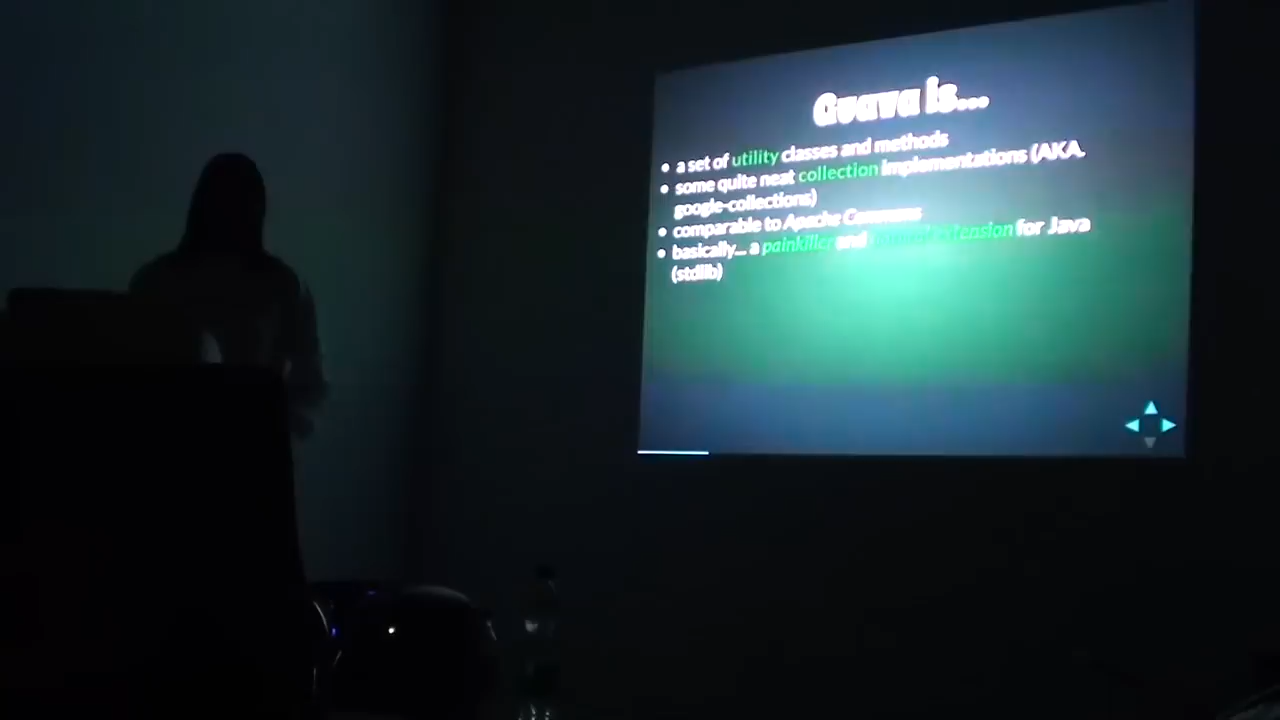 Guava is...
a set of utility classes and methods
some quite neat collection implementations (AKA.
google-collections)
comparable to Apache Commons
basically... a painkiller and extension for Java
(stdlib)